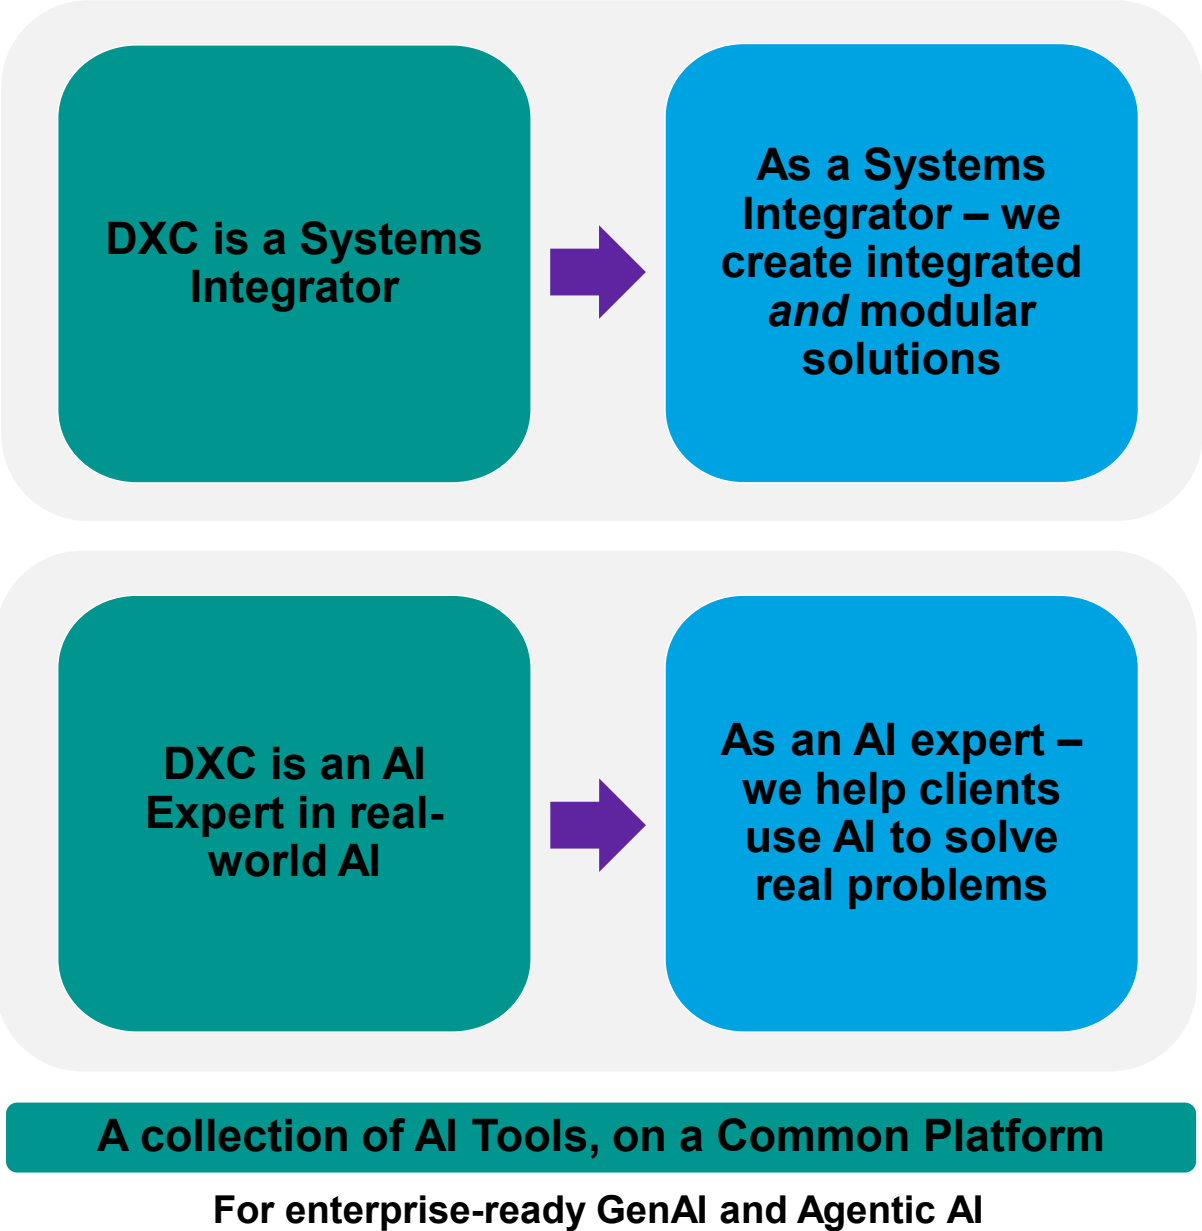 DXC is a Systems
Integrator
As a Systems
Integrator – we
create integrated
and modular
solutions
DXC is an AI
Expert in real-
world AI
As an AI expert –
we help clients
use AI to solve
real problems
A collection of AI Tools, on a Common Platform
For enterprise-ready GenAI and Agentic AI